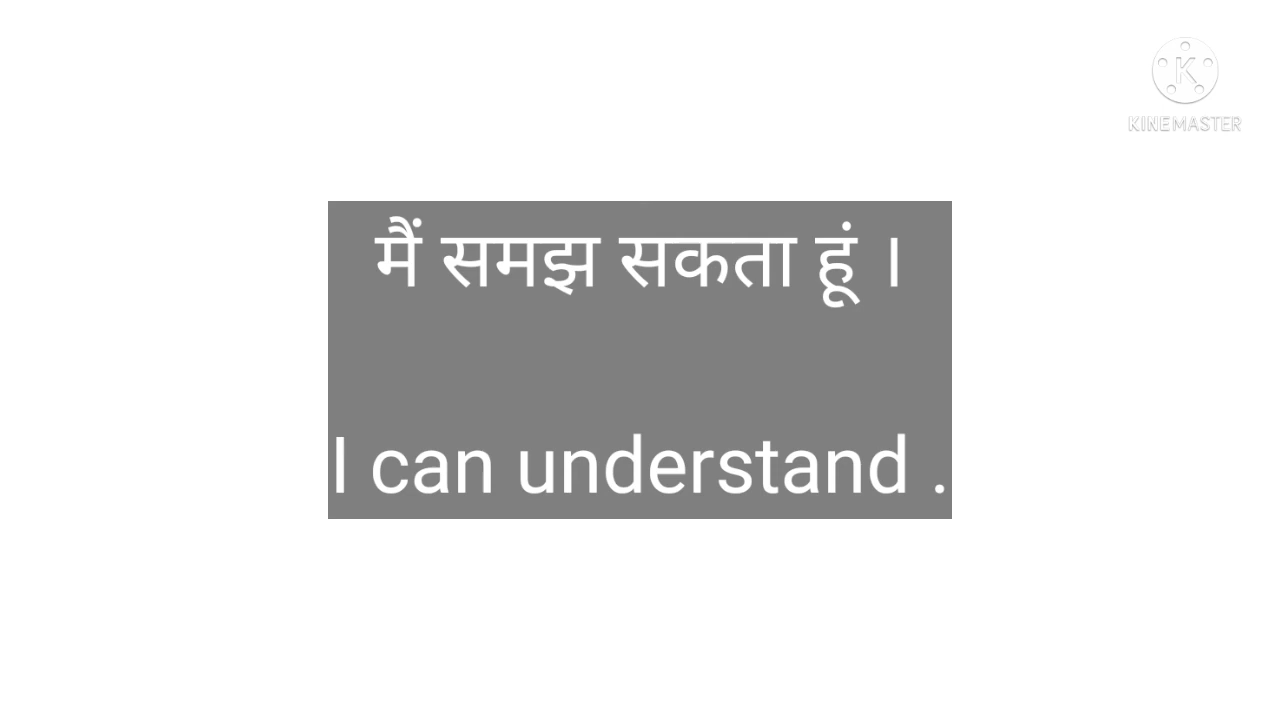 KINEMASTER
मैं समझ सकता हूं ।
I can understand .